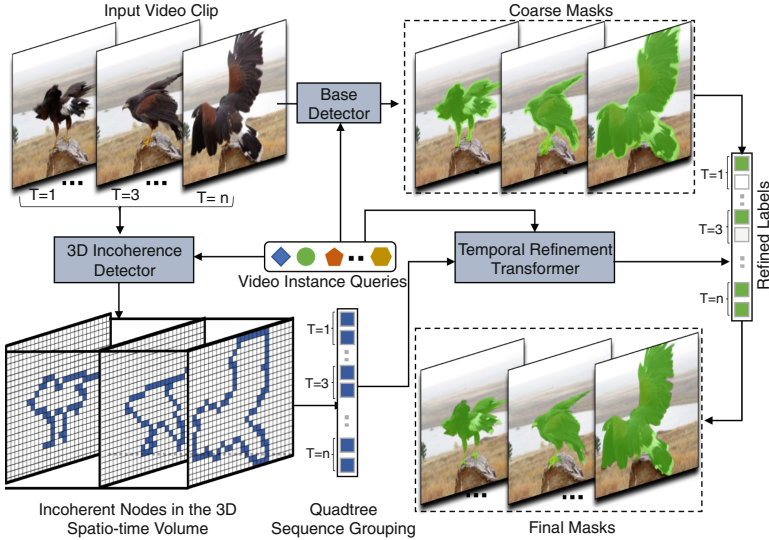 Input Video Clip
Coarse Masks
Base
Detector
T=1
T=3
T= n
T=1
T=3
T=n
Refined Labels
3D Incoherence
Detector
Video Instance Queries
Temporal Refinement
Transformer
T=1
T=3
T=n
Incoherent Nodes in the 3D
Spatio-time Volume
Quadtree
Sequence Grouping
Final Masks